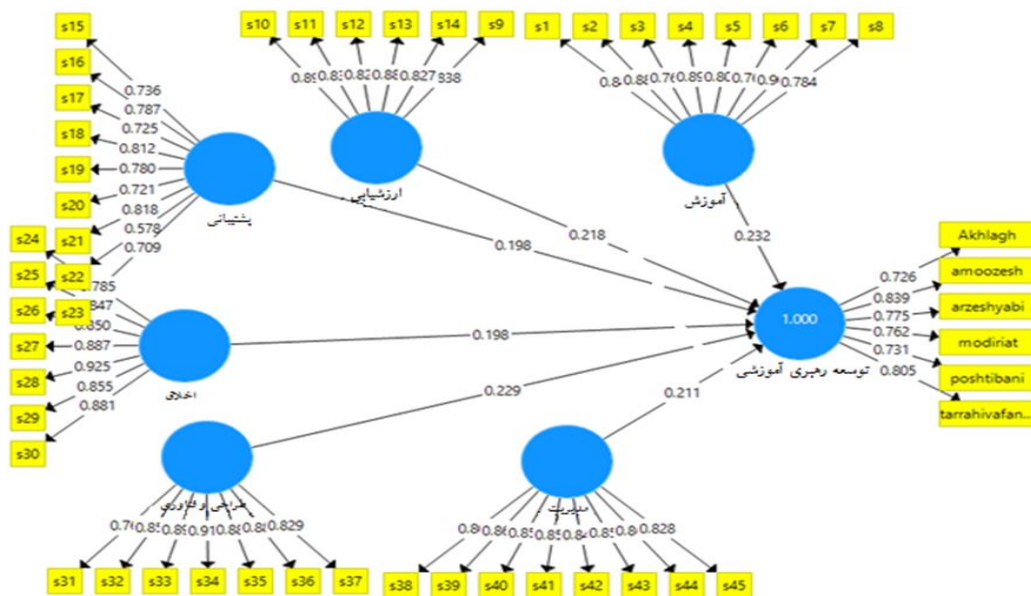 s15
s16
s17
s18
s19
s20
s21
s22
s23
0.736
0.787
0.725
0.812
0.780
0.721
0.818
0.578
0.709
پشتیبانی
s10
s11
s12
s13
s14
s9
0.827
ارزشیابی
s1
s2
s3
s4
s5
s6
s7
s8
0.784
آموزش
0.198
0.218
0.232
s24
s25
s26
s27
s28
s29
s30
0.850
0.887
0.925
0.855
0.881
اخلاق
0.198
1.000
توسعه رهبری آموزشی
Akhlagh
amoozesh
arzeshyabi
modiriat
poshtibani
tarrahivafan...
0.726
0.839
0.775
0.762
0.731
0.805
0.229
0.211
طراحی و فناوری
0.829
s31
s32
s33
s34
s35
s36
s37
مدیریت
0.828
s38
s39
s40
s41
s42
s43
s44
s45